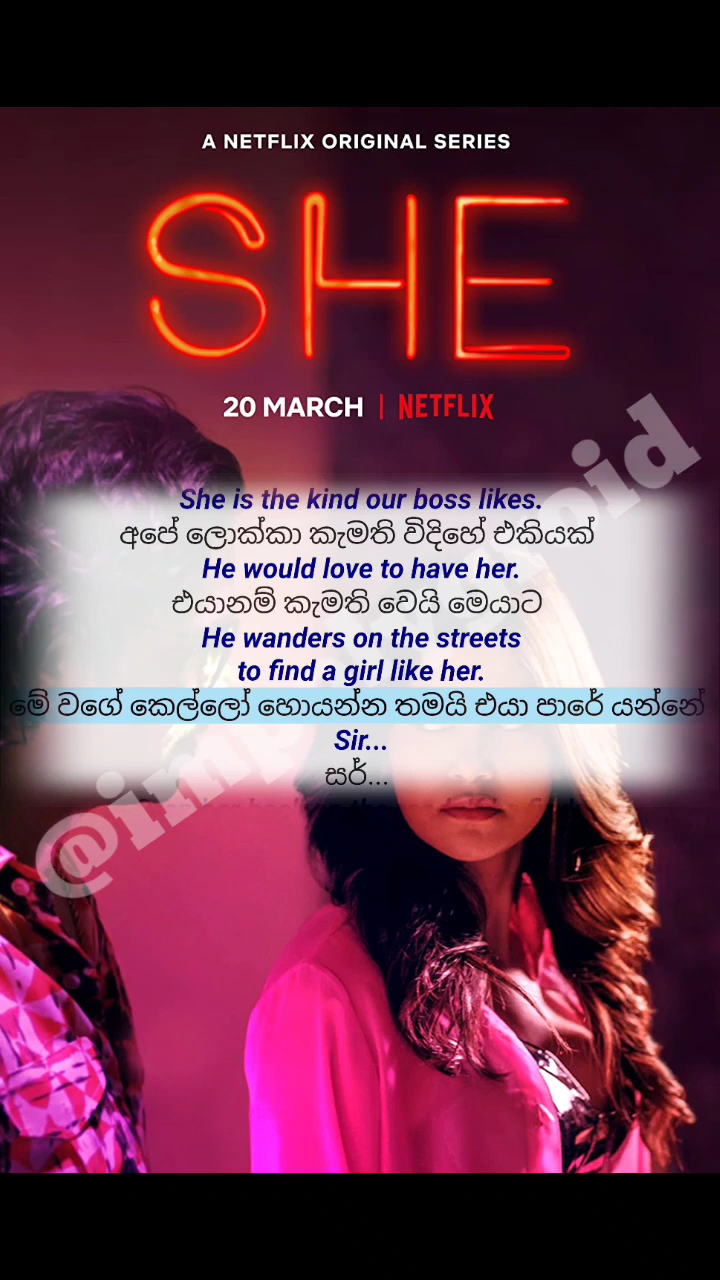 A NETFLIX ORIGINAL SERIES
SHE
20 MARCH | NETFLIX
She is the kind our boss likes.
අපේ ලොක්කා කැමති විදිහේ එකියක්
He would love to have her.
එයානම් කැමති වෙයි මෙයාට
He wanders on the streets
to find a girl like her.
මේ වගේ කෙල්ලෝ හොයන්න තමයි එයා පාරේ යන්නේ
Sir...
සර්...